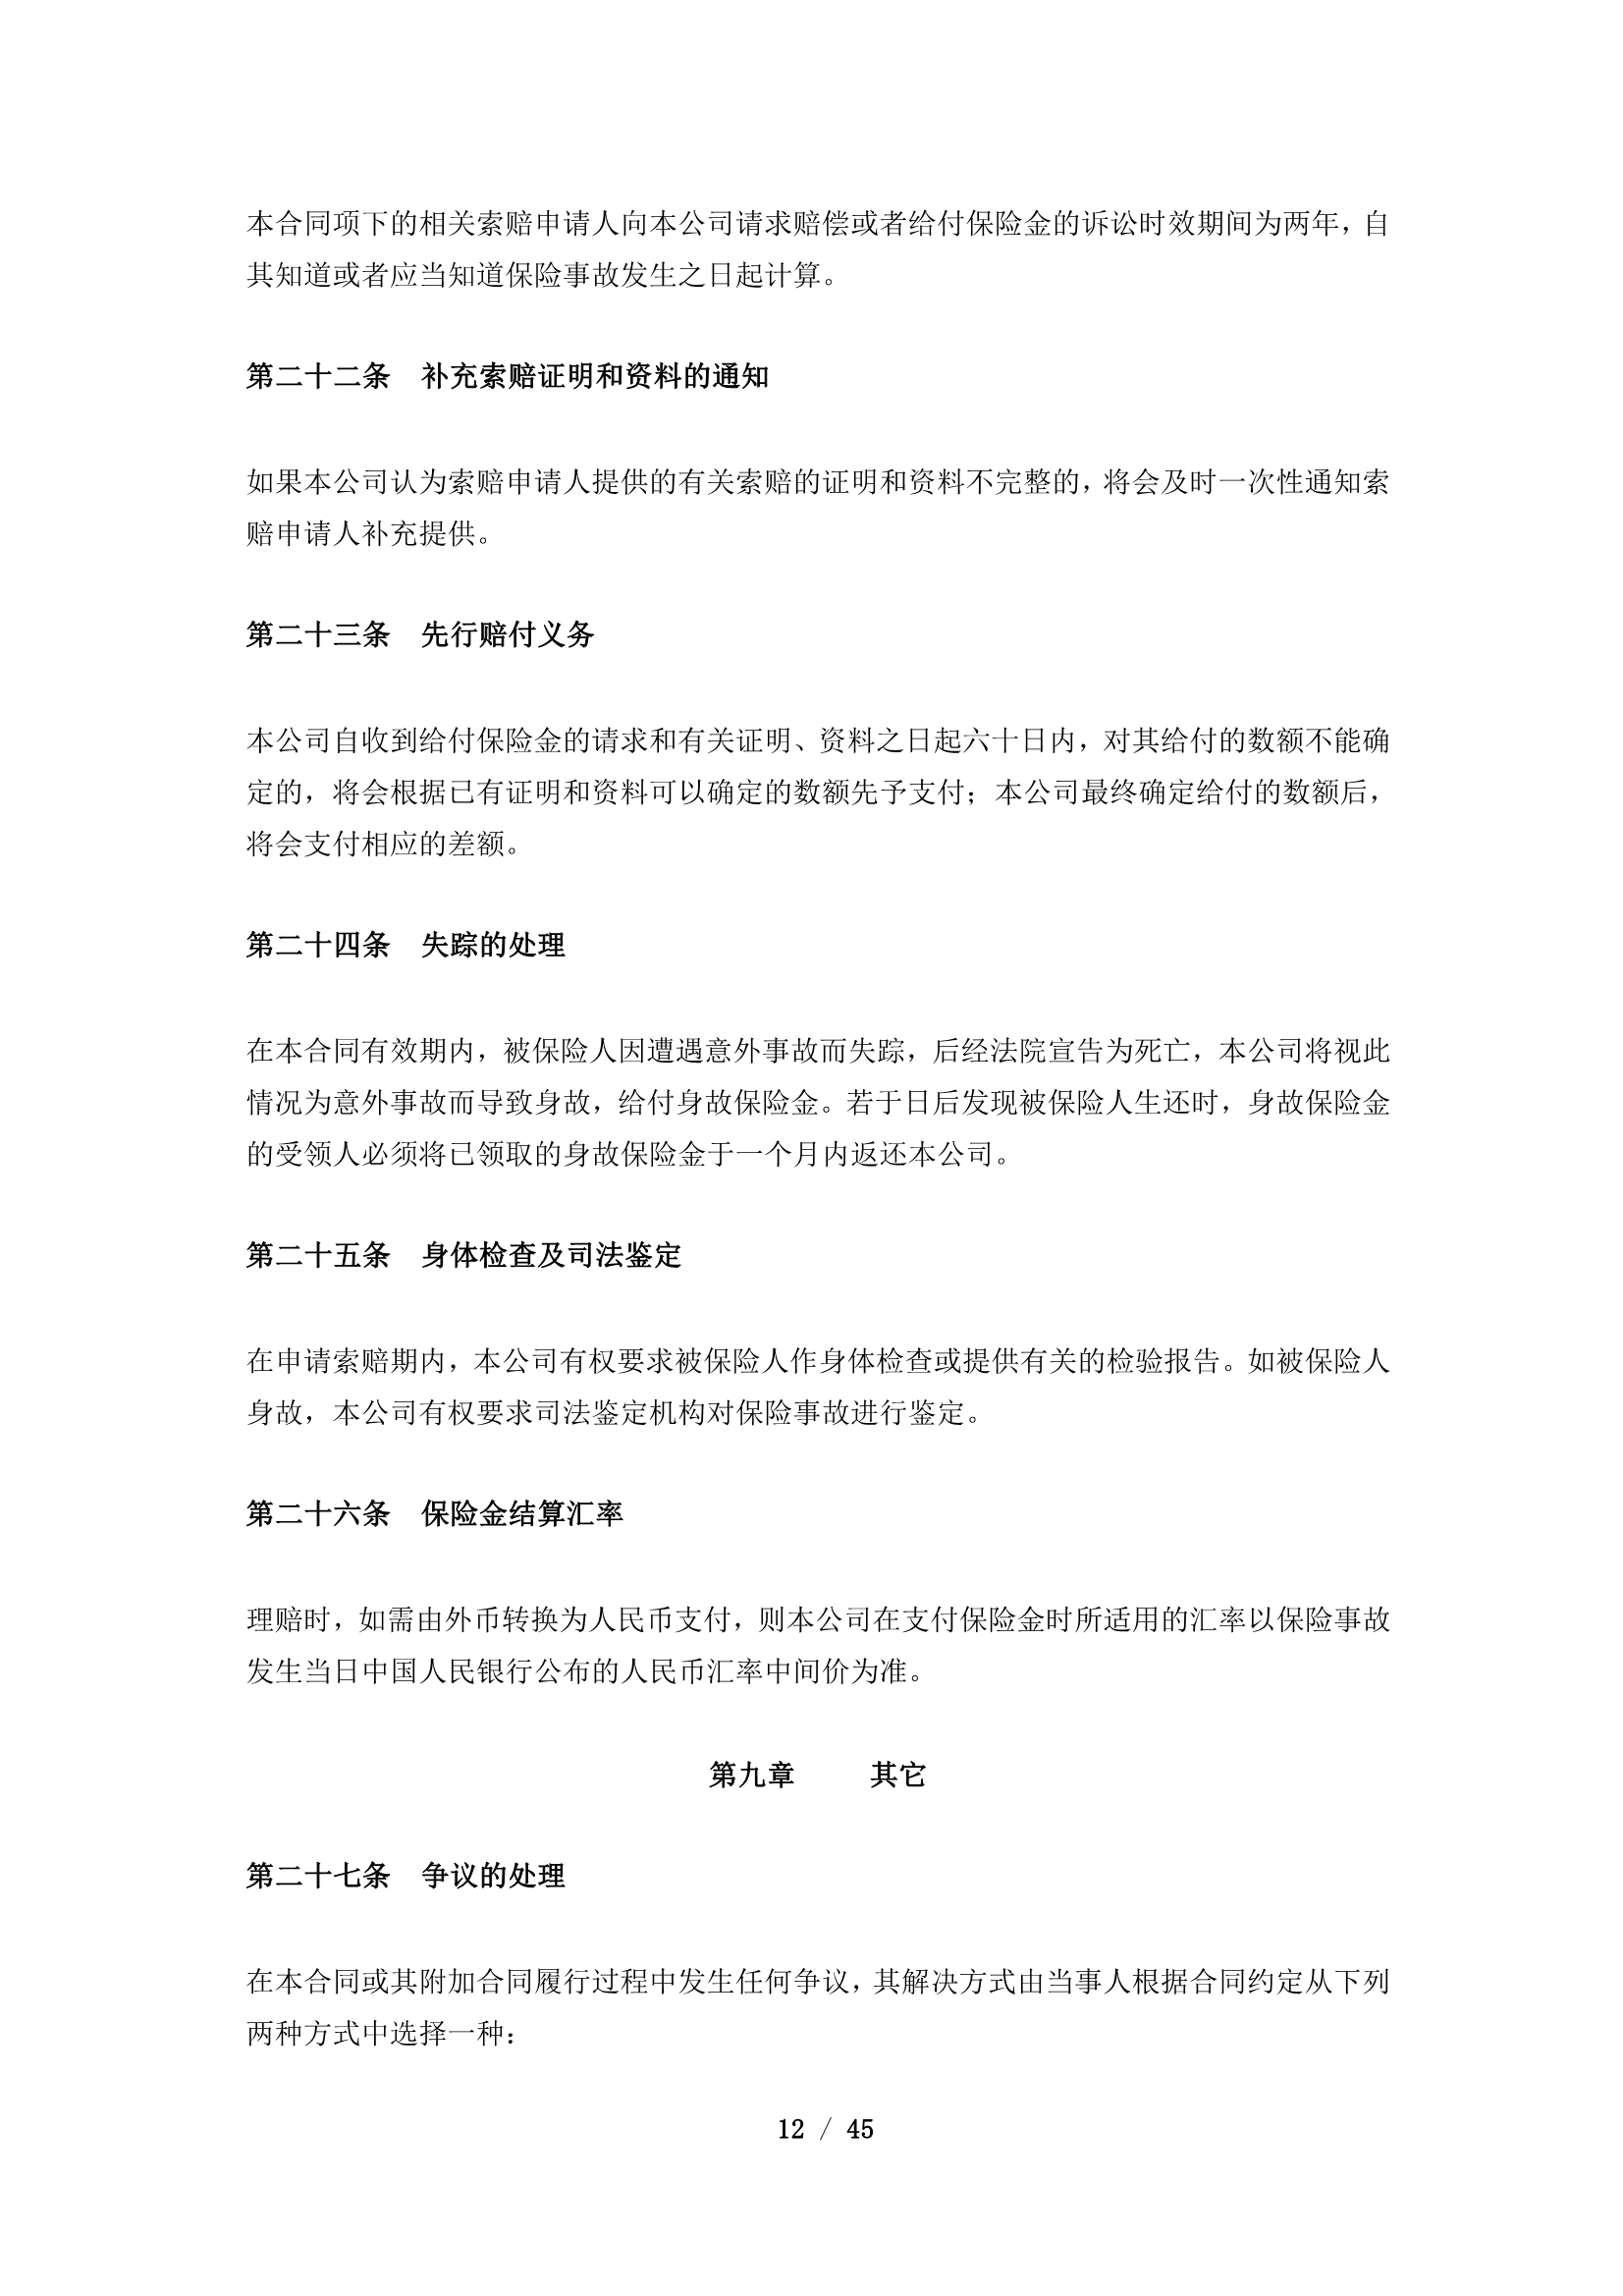 本合同项下的相关索赔申请人向本公司请求赔偿或者给付保险金的诉讼时效期间为两年，自
其知道或者应当知道保险事故发生之日起计算。
第二十二条　补充索赔证明和资料的通知
如果本公司认为索赔申请人提供的有关索赔的证明和资料不完整的，将会及时一次性通知索
赔申请人补充提供。
第二十三条　先行赔付义务
本公司自收到给付保险金的请求和有关证明、资料之日起六十日内，对其给付的数额不能确
定的，将会根据已有证明和资料可以确定的数额先予支付；本公司最终确定给付的数额后，
将会支付相应的差额。
第二十四条　失踪的处理
在本合同有效期内，被保险人因遭遇意外事故而失踪，后经法院宣告为死亡，本公司将视此
情况为意外事故而导致身故，给付身故保险金。若于日后发现被保险人生还时，身故保险金
的受领人必须将已领取的身故保险金于一个月内返还本公司。
第二十五条　身体检查及司法鉴定
在申请索赔期内，本公司有权要求被保险人作身体检查或提供有关的检验报告。如被保险人
身故，本公司有权要求司法鉴定机构对保险事故进行鉴定。
第二十六条　保险金结算汇率
理赔时，如需由外币转换为人民币支付，则本公司在支付保险金时所适用的汇率以保险事故
发生当日中国人民银行公布的人民币汇率中间价为准。
第九章　　其它
第二十七条　争议的处理
在本合同或其附加合同履行过程中发生任何争议，其解决方式由当事人根据合同约定从下列
两种方式中选择一种：
12 / 45